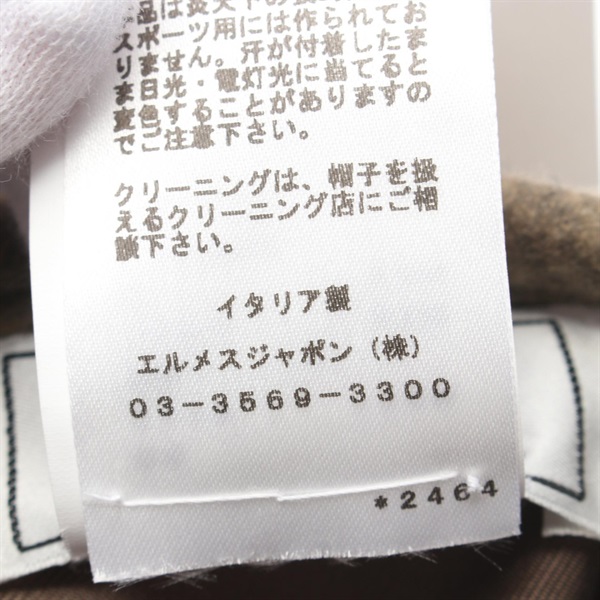 品は炎天下
スポーツ用には作られてお
りません。汗が付着したま
ま日光・電灯光に当てると
変色することがありますの
でご注意下さい。
クリーニングは、帽子を扱
えるクリーニング店にご相
談下さい。
イタリア製
エルメスジャポン（株）
03-3569-3300
*2464